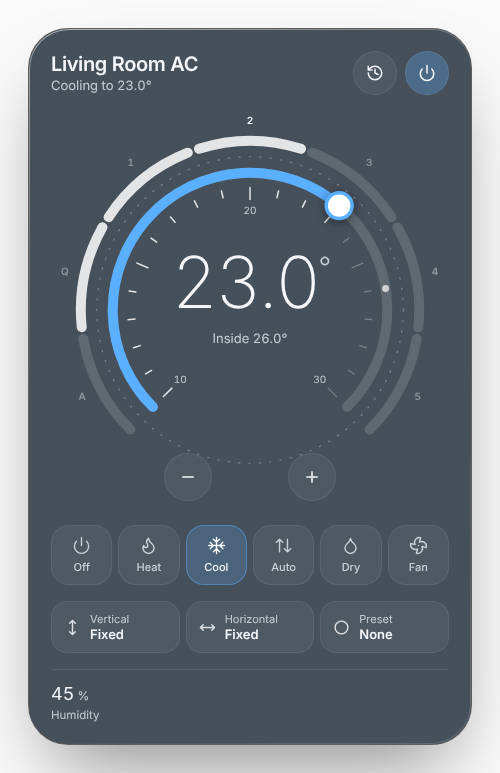 Living Room AC
Cooling to 23.0°
2
1
3
20
Q
4
23.0°
Inside 26.0°
A
10
30
5
Off
Heat
Cool
Auto
Dry
Fan
Vertical
Fixed
Horizontal
Fixed
Preset
None
45 %
Humidity